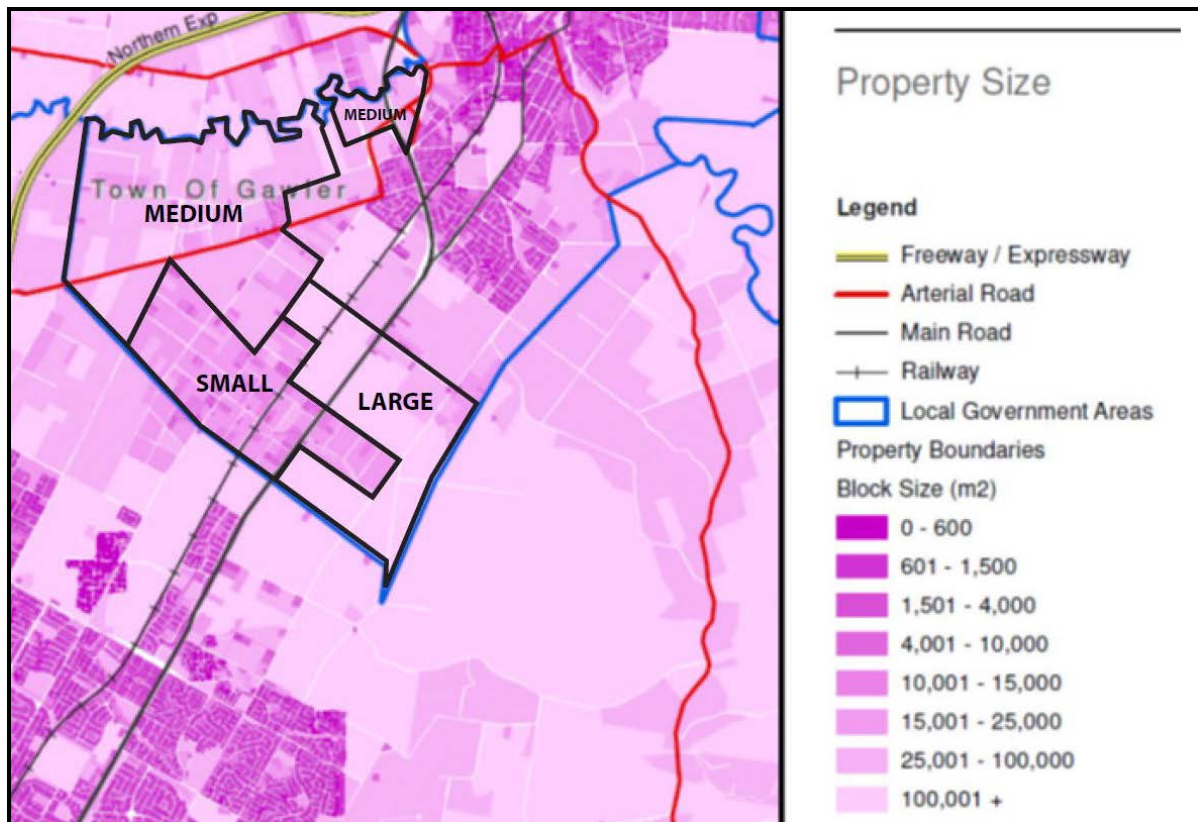 Northern Exp
MEDIUM
Town Of Gawler
MEDIUM
SMALL
LARGE
Property Size
Legend
Freeway / Expressway
Arterial Road
Main Road
Railway
Local Government Areas
Property Boundaries
Block Size (m2)
0 - 600
601 - 1,500
1,501 - 4,000
4,001 - 10,000
10,001 - 15,000
15,001 - 25,000
25,001 - 100,000
100,001 +